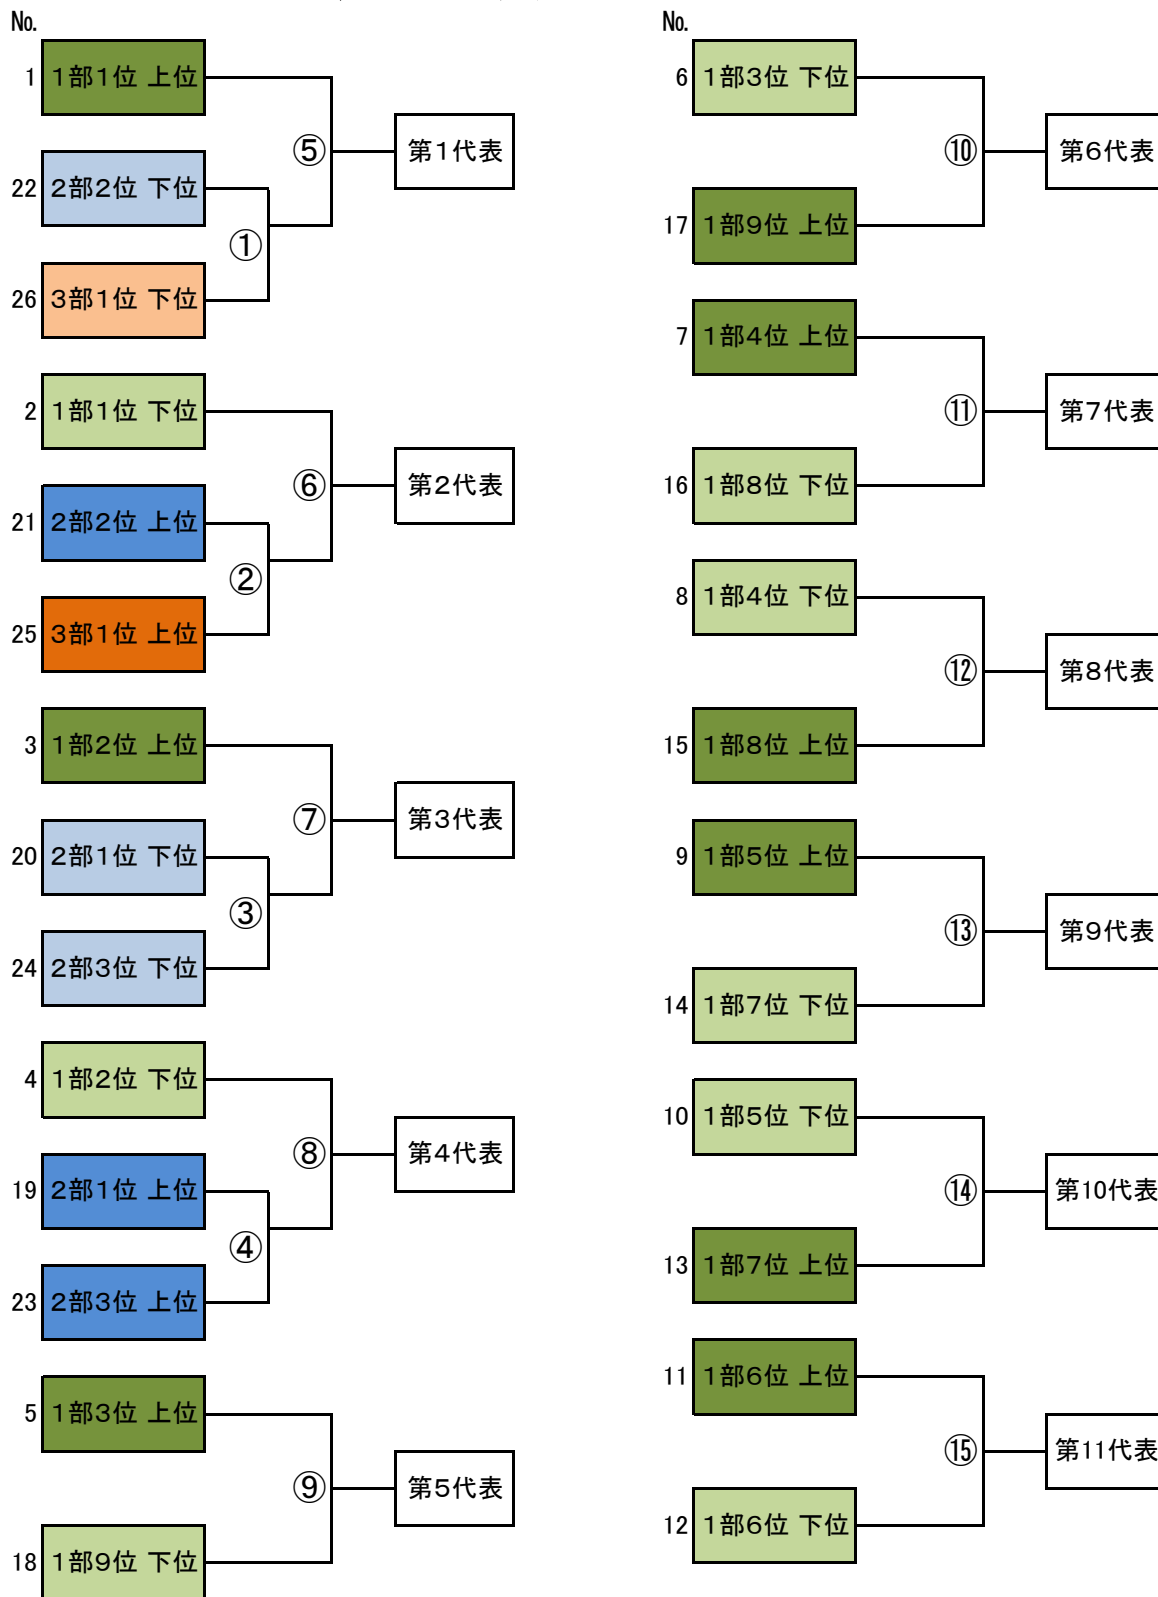 No.
1 1部1位 上位
⑤ 第1代表
22 2部2位 下位
①
26 3部1位 下位
2 1部1位 下位
⑥ 第2代表
21 2部2位 上位
②
25 3部1位 上位
3 1部2位 上位
⑦ 第3代表
20 2部1位 下位
③
24 2部3位 下位
4 1部2位 下位
⑧ 第4代表
19 2部1位 上位
④
23 2部3位 上位
5 1部3位 上位
⑨ 第5代表
18 1部9位 下位
No.
6 1部3位 下位
⑩ 第6代表
17 1部9位 上位
7 1部4位 上位
⑪ 第7代表
16 1部8位 下位
8 1部4位 下位
⑫ 第8代表
15 1部8位 上位
9 1部5位 上位
⑬ 第9代表
14 1部7位 下位
10 1部5位 下位
⑭ 第10代表
13 1部7位 上位
11 1部6位 上位
⑮ 第11代表
12 1部6位 下位